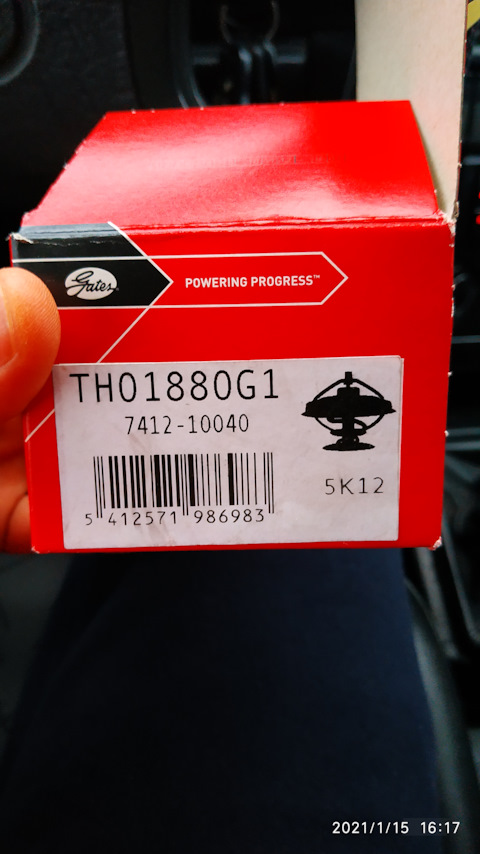 Gates
POWERING PROGRESS™
TH01880G1
7412-10040
5K12
5 412571 986983
2021/1/15 16:17